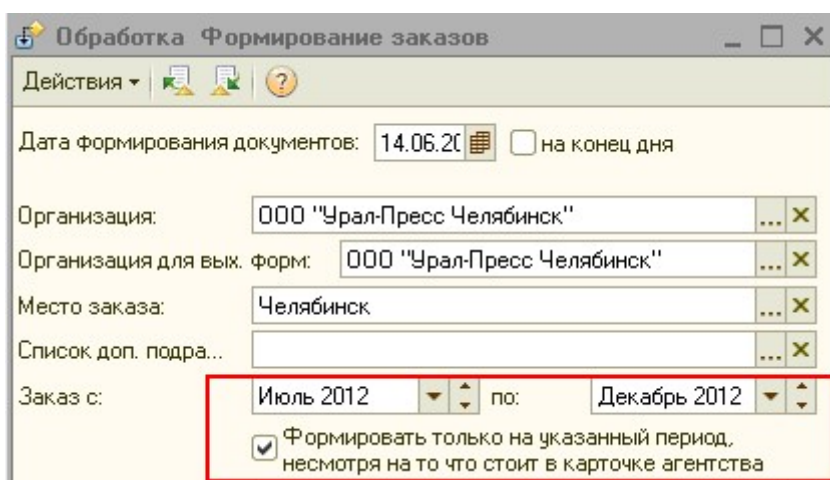 Обработка Формирование заказов
Действия
Дата формирования документов: 14.06.20 на конец дня
Организация: ООО "Урал-Пресс Челябинск" ...
Организация для вых. форм: ООО "Урал-Пресс Челябинск" ...
Место заказа: Челябинск ...
Список доп. подра... ...
Заказ с: Июль 2012 по: Декабрь 2012
Формировать только на указанный период,
несмотря на то что стоит в карточке агентства